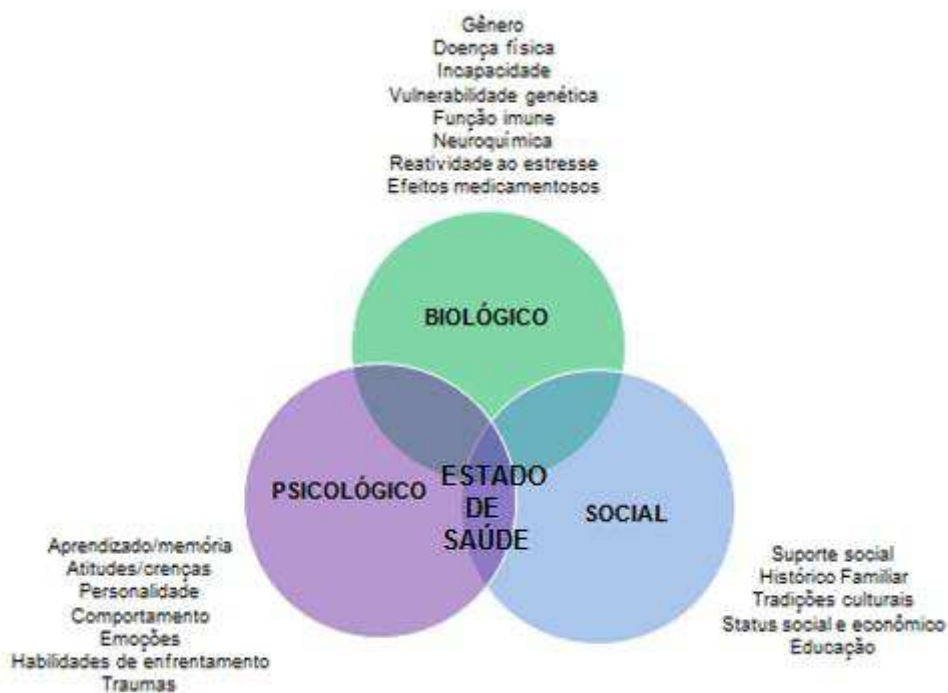 Gênero
Doença física
Incapacidade
Vulnerabilidade genética
Função imune
Neuroquímica
Reatividade ao estresse
Efeitos medicamentosos
BIOLÓGICO
PSICOLÓGICO
ESTADO
DE
SAÚDE
SOCIAL
Aprendizado/memória
Atitudes/crenças
Personalidade
Comportamento
Emoções
Habilidades de enfrentamento
Traumas
Suporte social
Histórico Familiar
Tradições culturais
Status social e econômico
Educação